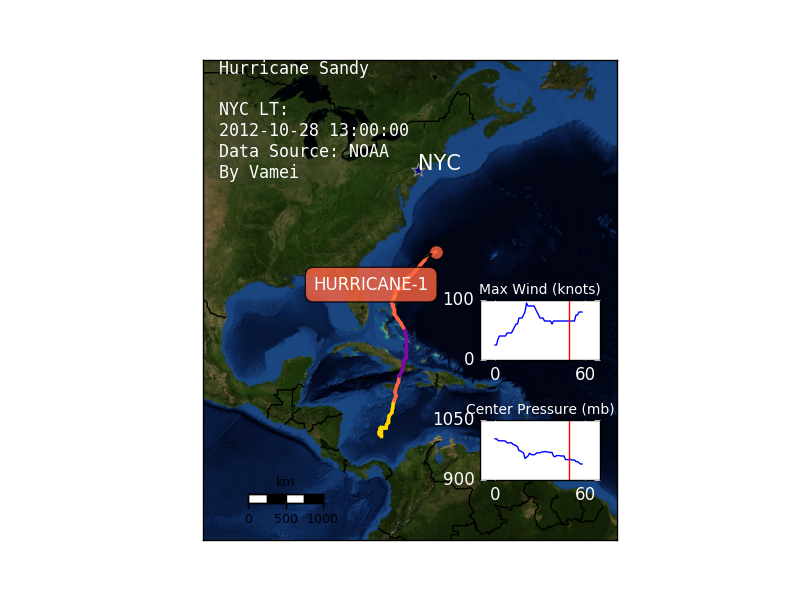 Hurricane Sandy
NYC LT:
2012-10-28 13:00:00
Data Source: NOAA
By Vamei
NYC
HURRICANE-1
Max Wind (knots)
100
0
0 60
Center Pressure (mb)
1050
900
0 60
km
0 500 1000